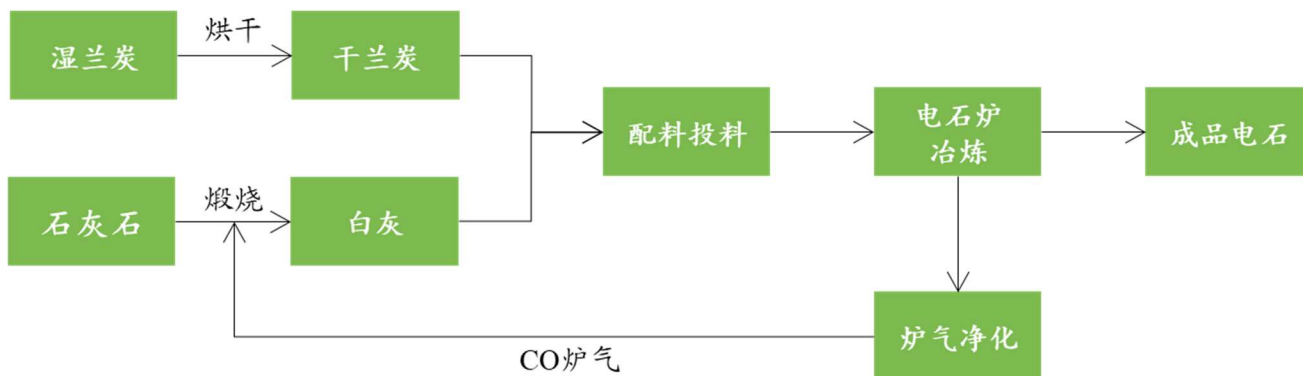 湿兰炭
烘干
干兰炭
配料投料
电石炉
冶炼
成品电石
石灰石
煅烧
白灰
炉气净化
CO炉气